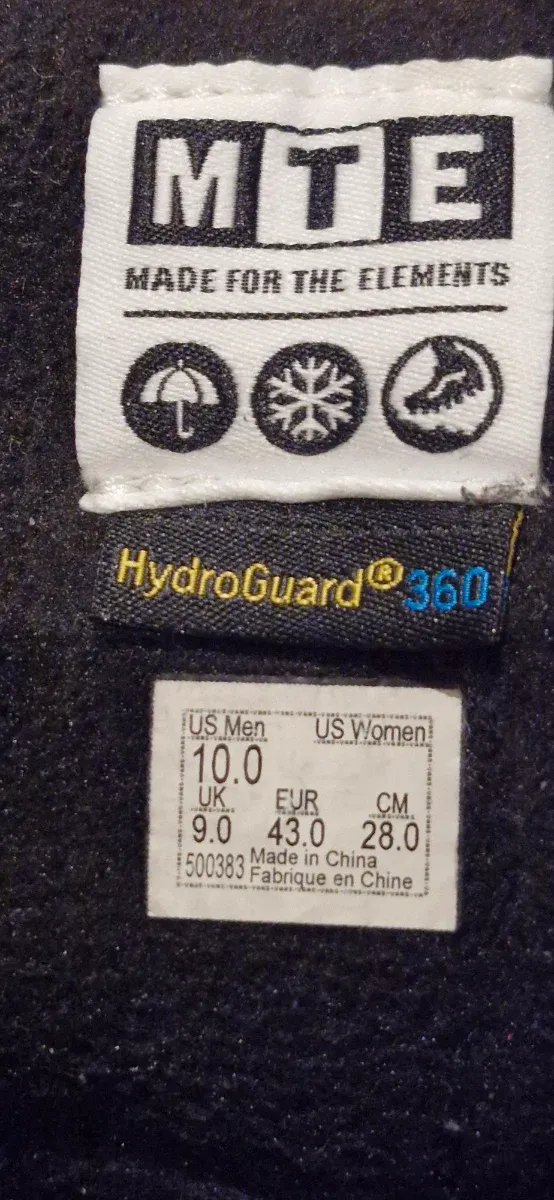 MTE
MADE FOR THE ELEMENTS
HydroGuard®360
US Men US Women
10.0
UK EUR CM
9.0 43.0 28.0
500383 Made in China
Fabrique en Chine